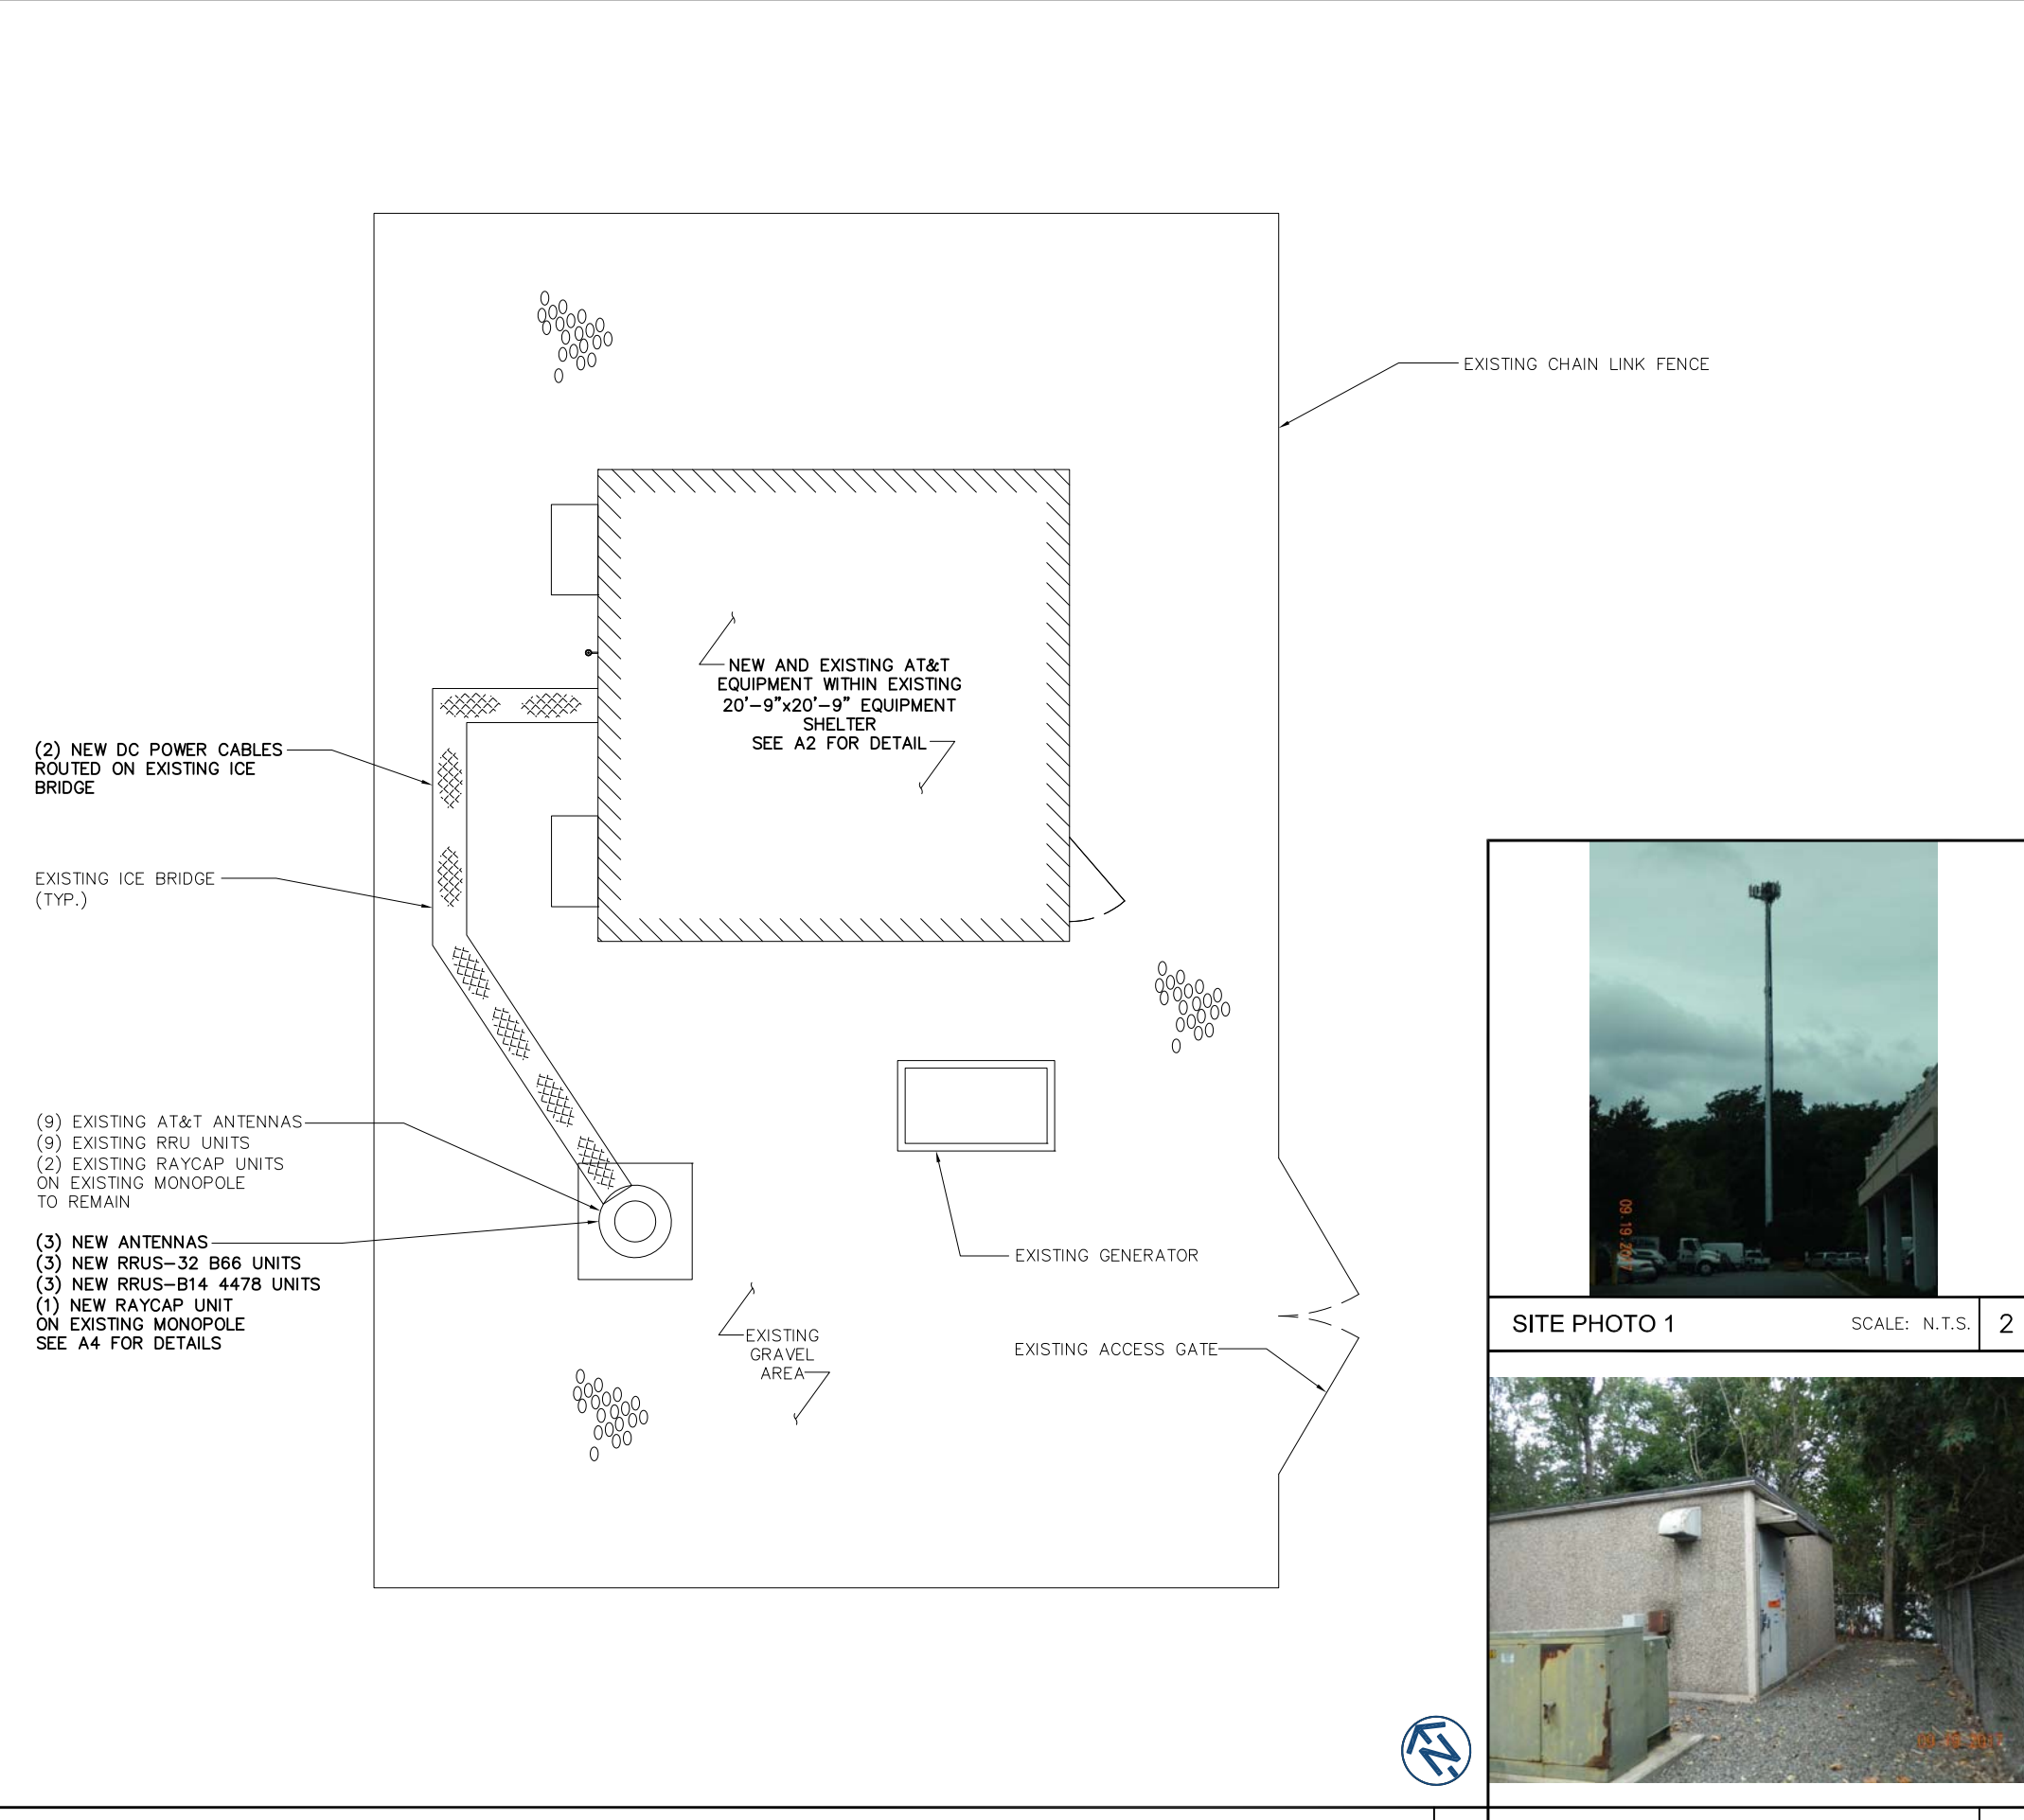 EXISTING CHAIN LINK FENCE
NEW AND EXISTING AT&T
EQUIPMENT WITHIN EXISTING
20'-9"x20'-9" EQUIPMENT
SHELTER
SEE A2 FOR DETAIL
(2) NEW DC POWER CABLES
ROUTED ON EXISTING ICE
BRIDGE
EXISTING ICE BRIDGE
(TYP.)
(9) EXISTING AT&T ANTENNAS
(9) EXISTING RRU UNITS
(2) EXISTING RAYCAP UNITS
ON EXISTING MONOPOLE
TO REMAIN
(3) NEW ANTENNAS
(3) NEW RRUS-32 B66 UNITS
(3) NEW RRUS-B14 4478 UNITS
(1) NEW RAYCAP UNIT
ON EXISTING MONOPOLE
SEE A4 FOR DETAILS
EXISTING GENERATOR
EXISTING
GRAVEL
AREA
EXISTING ACCESS GATE
09.19.2017
SITE PHOTO 1
SCALE: N.T.S.
2
N